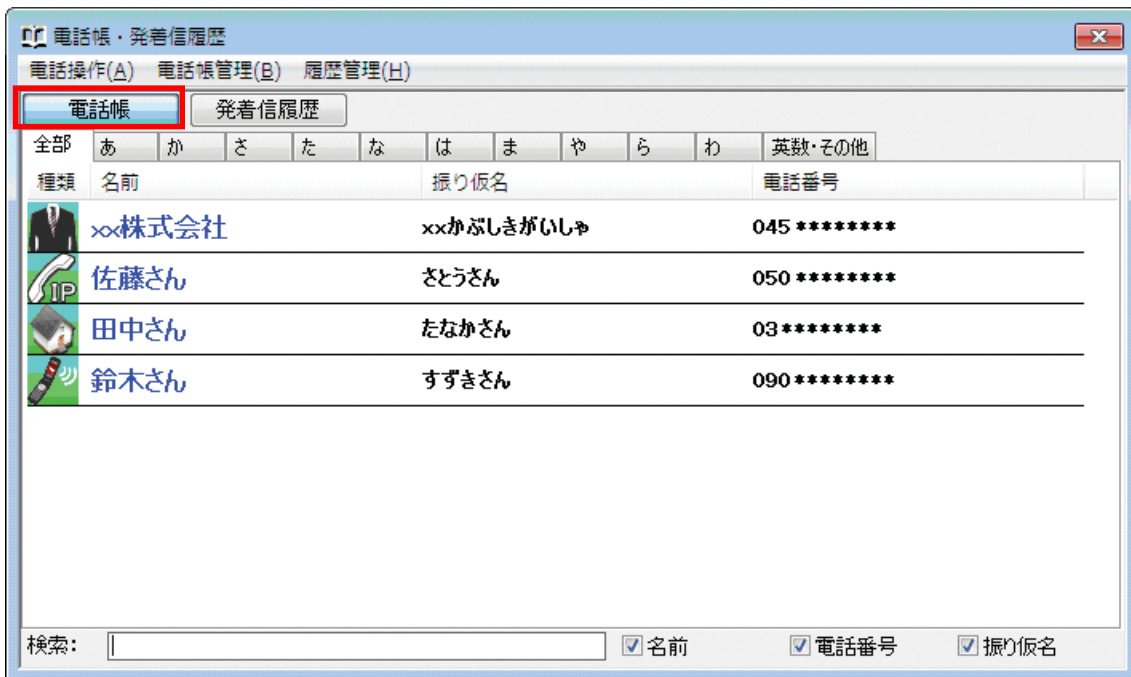 電話帳・発着信履歴
電話操作(A) 電話帳管理(B) 履歴管理(H)
電話帳 発着信履歴
全部 あ か さ た な は ま や ら わ 英数・その他
種類 名前 振り仮名 電話番号
xx株式会社 xxかぶしきがいしゃ 045********
IP 佐藤さん さとうさん 050********
田中さん たなかさん 03********
鈴木さん すずきさん 090********
検索: 名前 電話番号 振り仮名